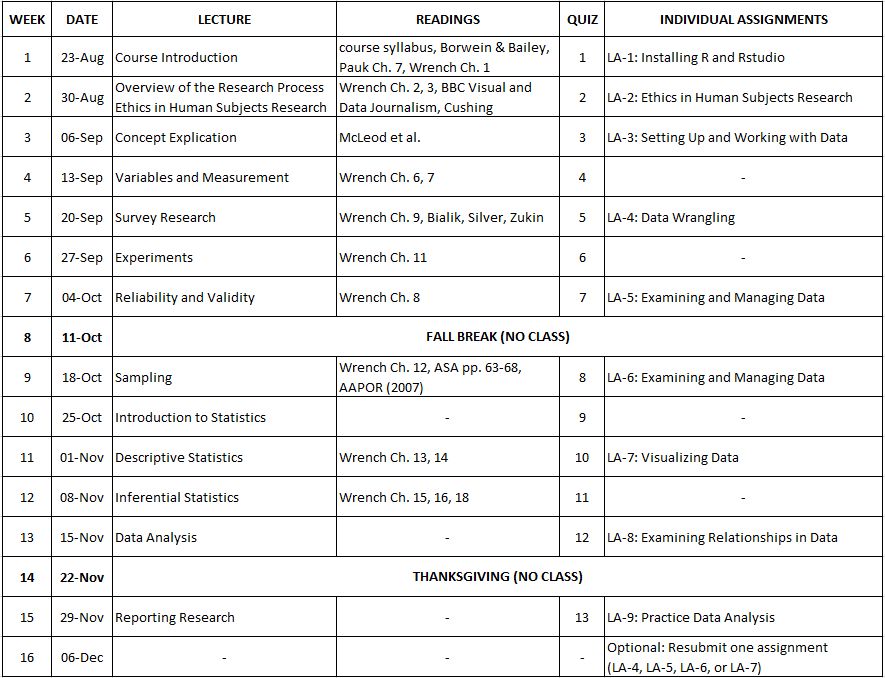 WEEK DATE LECTURE READINGS QUIZ INDIVIDUAL ASSIGNMENTS
1 23-Aug Course Introduction course syllabus, Borwein & Bailey, 1 LA-1: Installing R and Rstudio
Pauk Ch. 7, Wrench Ch. 1
2 30-Aug Overview of the Research Process Wrench Ch. 2, 3, BBC Visual and 2 LA-2: Ethics in Human Subjects Research
Ethics in Human Subjects Research Data Journalism, Cushing
3 06-Sep Concept Explication McLeod et al. 3 LA-3: Setting Up and Working with Data
4 13-Sep Variables and Measurement Wrench Ch. 6, 7 4 -
5 20-Sep Survey Research Wrench Ch. 9, Bialik, Silver, Zukin 5 LA-4: Data Wrangling
6 27-Sep Experiments Wrench Ch. 11 6 -
7 04-Oct Reliability and Validity Wrench Ch. 8 7 LA-5: Examining and Managing Data
8 11-Oct FALL BREAK (NO CLASS)
9 18-Oct Sampling Wrench Ch. 12, ASA pp. 63-68, 8 LA-6: Examining and Managing Data
AAPOR (2007)
10 25-Oct Introduction to Statistics - 9 -
11 01-Nov Descriptive Statistics Wrench Ch. 13, 14 10 LA-7: Visualizing Data
12 08-Nov Inferential Statistics Wrench Ch. 15, 16, 18 11 -
13 15-Nov Data Analysis - 12 LA-8: Examining Relationships in Data
14 22-Nov THANKSGIVING (NO CLASS)
15 29-Nov Reporting Research - 13 LA-9: Practice Data Analysis
16 06-Dec - - - Optional: Resubmit one assignment
(LA-4, LA-5, LA-6, or LA-7)